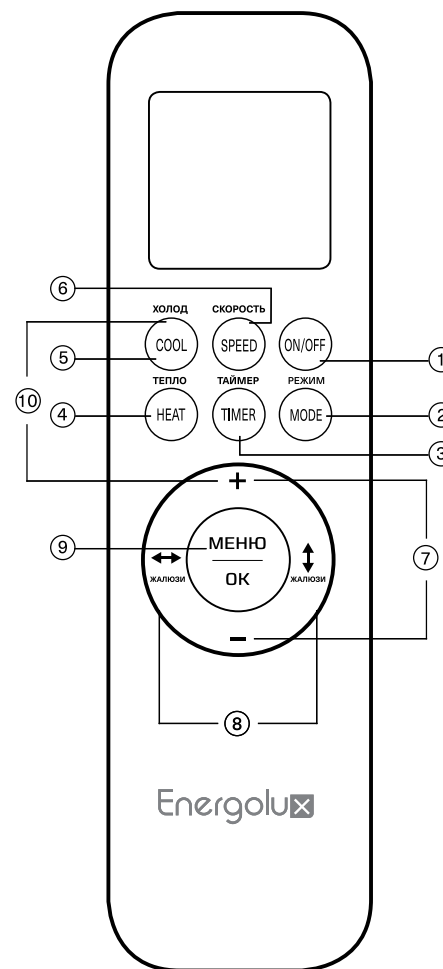 6
ХОЛОД СКОРОСТЬ
COOL SPEED ON/OFF
5 1
ТЕПЛО ТАЙМЕР РЕЖИМ
10
4 HEAT TIMER MODE 2
3
+
9 МЕНЮ 7
ЖАЛЮЗИ OK ЖАЛЮЗИ
−
8
Energolux